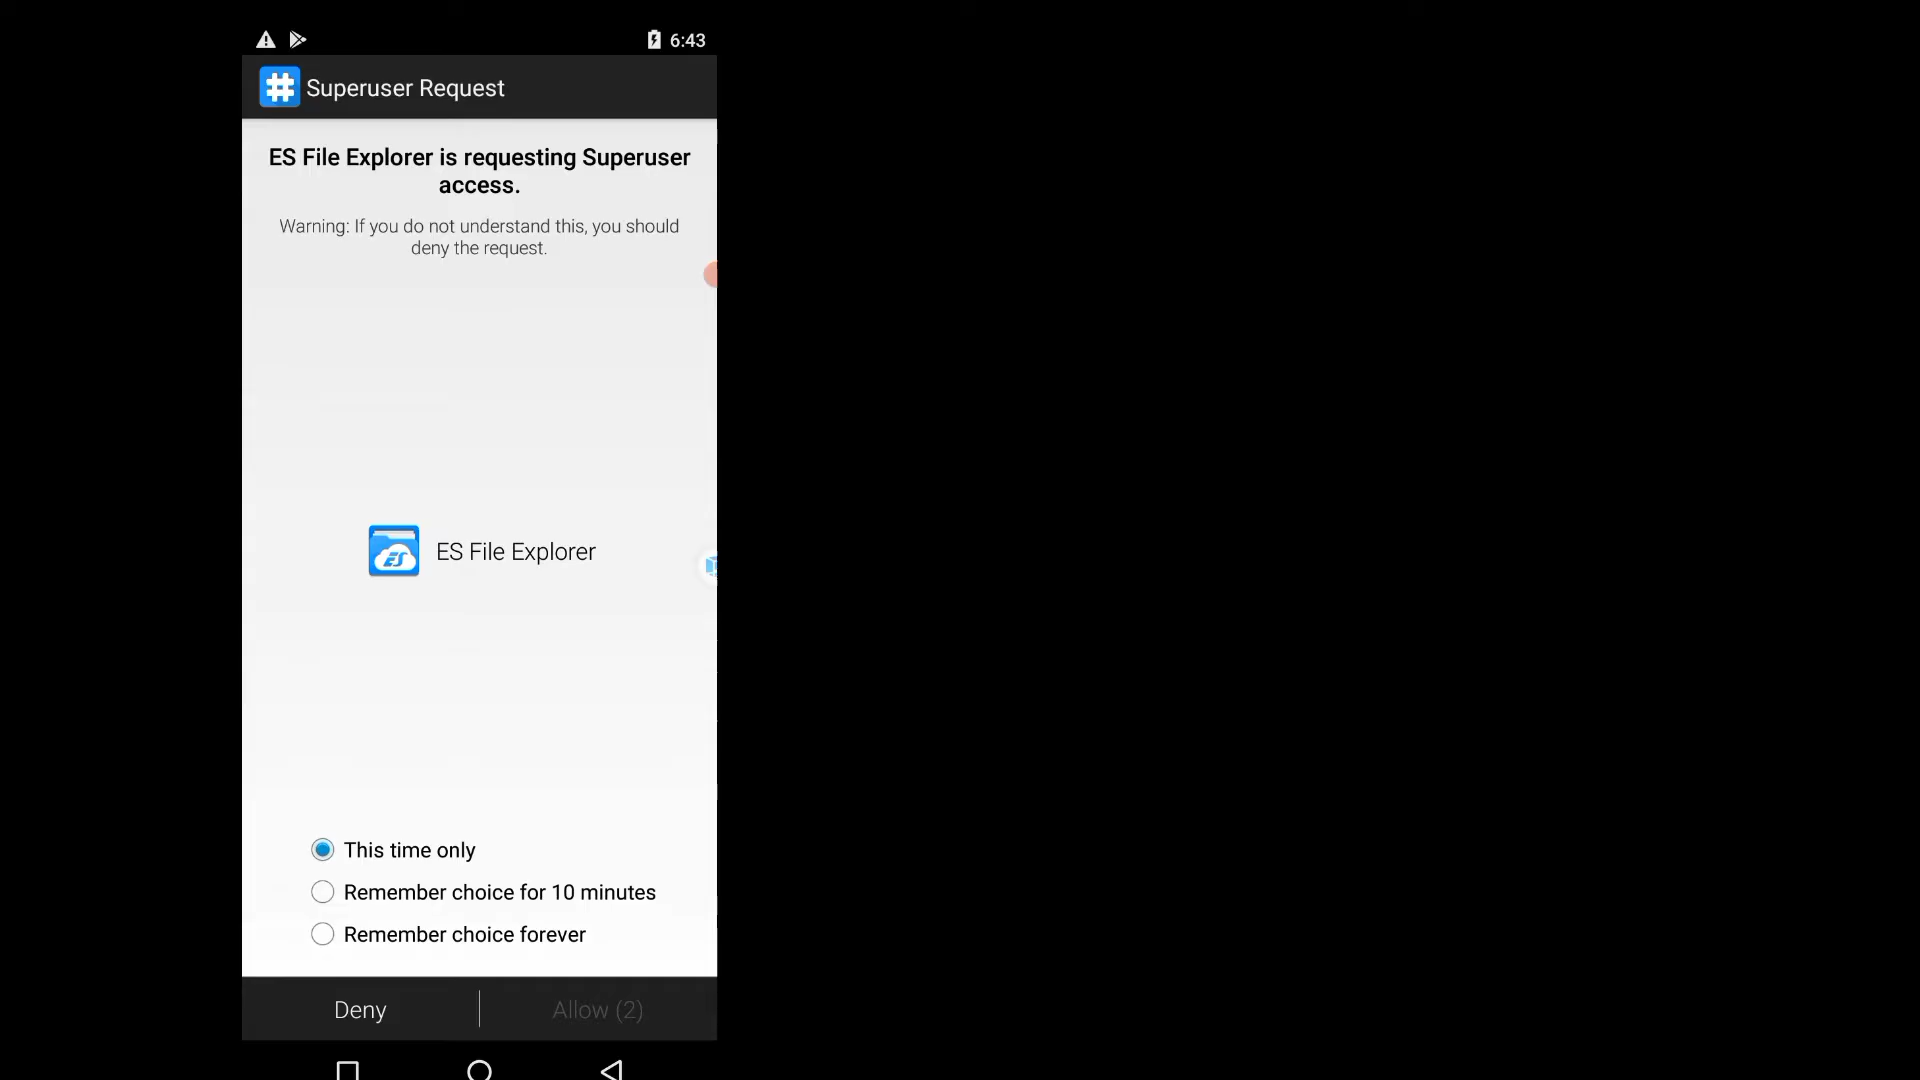 6:43
Superuser Request
ES File Explorer is requesting Superuser
access.
Warning: If you do not understand this, you should
deny the request.
ES
ES File Explorer
This time only
Remember choice for 10 minutes
Remember choice forever
Deny
Allow (2)